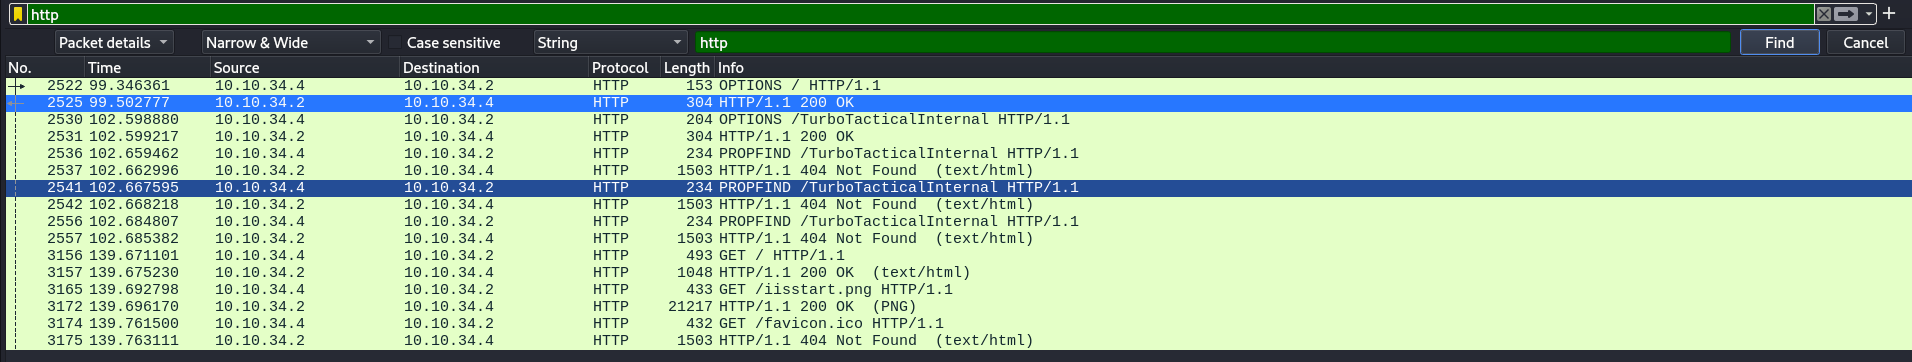 http
Packet details Narrow & Wide Case sensitive String http Find Cancel
No. Time Source Destination Protocol Length Info
2522 99.346361 10.10.34.4 10.10.34.2 HTTP 153 OPTIONS / HTTP/1.1
2525 99.502777 10.10.34.2 10.10.34.4 HTTP 304 HTTP/1.1 200 OK
2530 102.598880 10.10.34.4 10.10.34.2 HTTP 204 OPTIONS /TurboTacticalInternal HTTP/1.1
2531 102.599217 10.10.34.2 10.10.34.4 HTTP 304 HTTP/1.1 200 OK
2536 102.659462 10.10.34.4 10.10.34.2 HTTP 234 PROPFIND /TurboTacticalInternal HTTP/1.1
2537 102.662996 10.10.34.2 10.10.34.4 HTTP 1503 HTTP/1.1 404 Not Found (text/html)
2541 102.667595 10.10.34.4 10.10.34.2 HTTP 234 PROPFIND /TurboTacticalInternal HTTP/1.1
2542 102.668218 10.10.34.2 10.10.34.4 HTTP 1503 HTTP/1.1 404 Not Found (text/html)
2556 102.684807 10.10.34.4 10.10.34.2 HTTP 234 PROPFIND /TurboTacticalInternal HTTP/1.1
2557 102.685382 10.10.34.2 10.10.34.4 HTTP 1503 HTTP/1.1 404 Not Found (text/html)
3156 139.671101 10.10.34.4 10.10.34.2 HTTP 493 GET / HTTP/1.1
3157 139.675230 10.10.34.2 10.10.34.4 HTTP 1048 HTTP/1.1 200 OK (text/html)
3165 139.692798 10.10.34.4 10.10.34.2 HTTP 433 GET /iisstart.png HTTP/1.1
3172 139.696170 10.10.34.2 10.10.34.4 HTTP 21217 HTTP/1.1 200 OK (PNG)
3174 139.761500 10.10.34.4 10.10.34.2 HTTP 432 GET /favicon.ico HTTP/1.1
3175 139.763111 10.10.34.2 10.10.34.4 HTTP 1503 HTTP/1.1 404 Not Found (text/html)